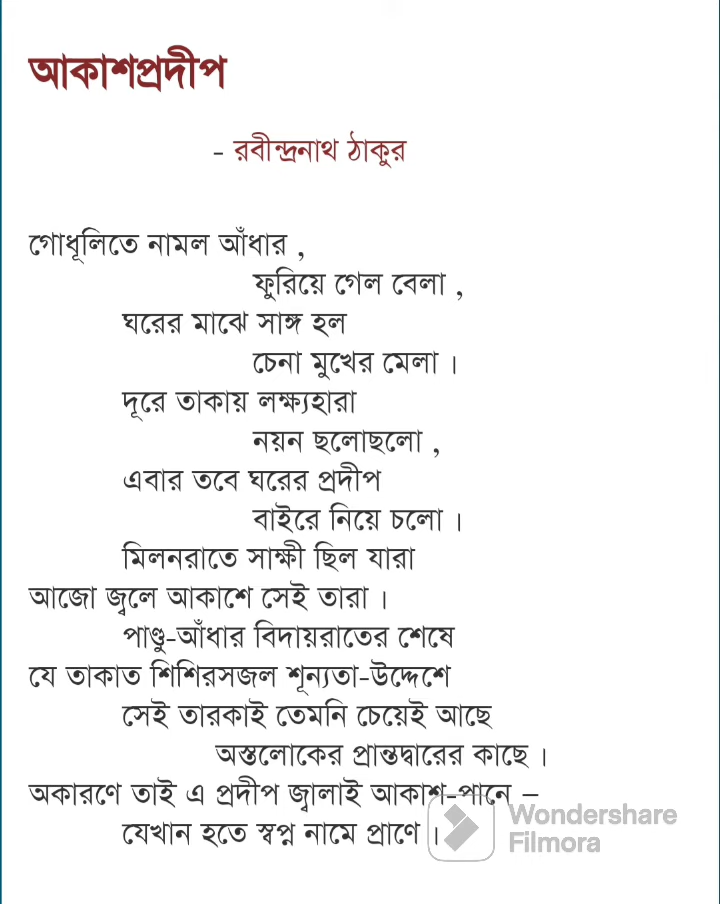 আকাশপ্রদীপ
- রবীন্দ্রনাথ ঠাকুর
গোধূলিতে নামল আঁধার ,
ফুরিয়ে গেল বেলা ,
ঘরের মাঝে সাঙ্গ হল
চেনা মুখের মেলা ।
দূরে তাকায় লক্ষ্যহারা
নয়ন ছলোছলো ,
এবার তবে ঘরের প্রদীপ
বাইরে নিয়ে চলো ।
মিলনরাতে সাক্ষী ছিল যারা
আজো জ্বলে আকাশে সেই তারা ।
পাণ্ডু-আঁধার বিদায়রাতের শেষে
যে তাকাত শিশিরসজল শূন্যতা-উদ্দেশে
সেই তারকাই তেমনি চেয়েই আছে
অস্তলোকের প্রান্তদ্বারের কাছে ।
অকারণে তাই এ প্রদীপ জ্বালাই আকাশ-পানে –
যেখান হতে স্বপ্ন নামে প্রাণে ।
Wondershare
Filmora